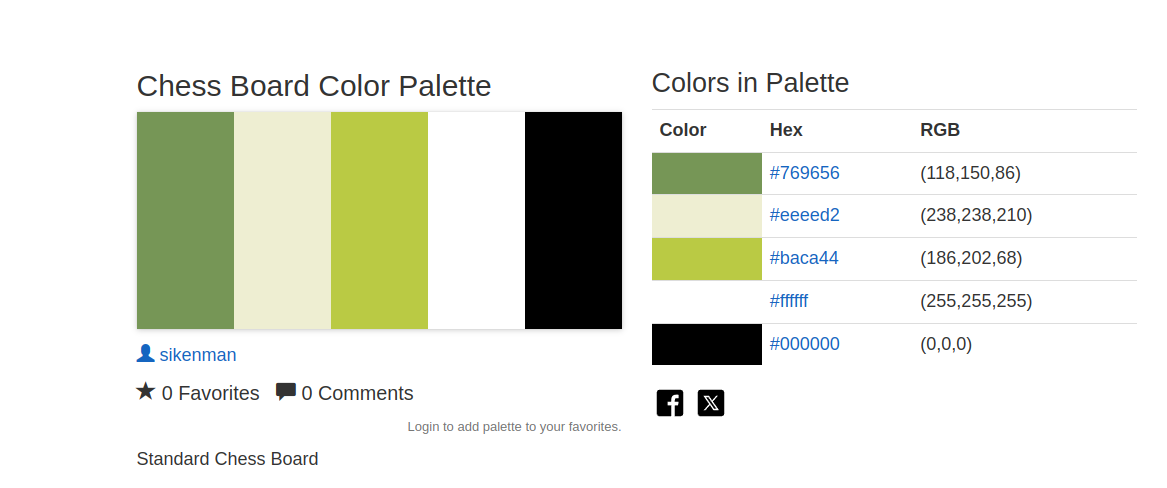 Chess Board Color Palette
sikenman
0 Favorites 0 Comments
Login to add palette to your favorites.
Standard Chess Board
Colors in Palette
Color Hex RGB
#769656 (118,150,86)
#eeeed2 (238,238,210)
#baca44 (186,202,68)
#ffffff (255,255,255)
#000000 (0,0,0)